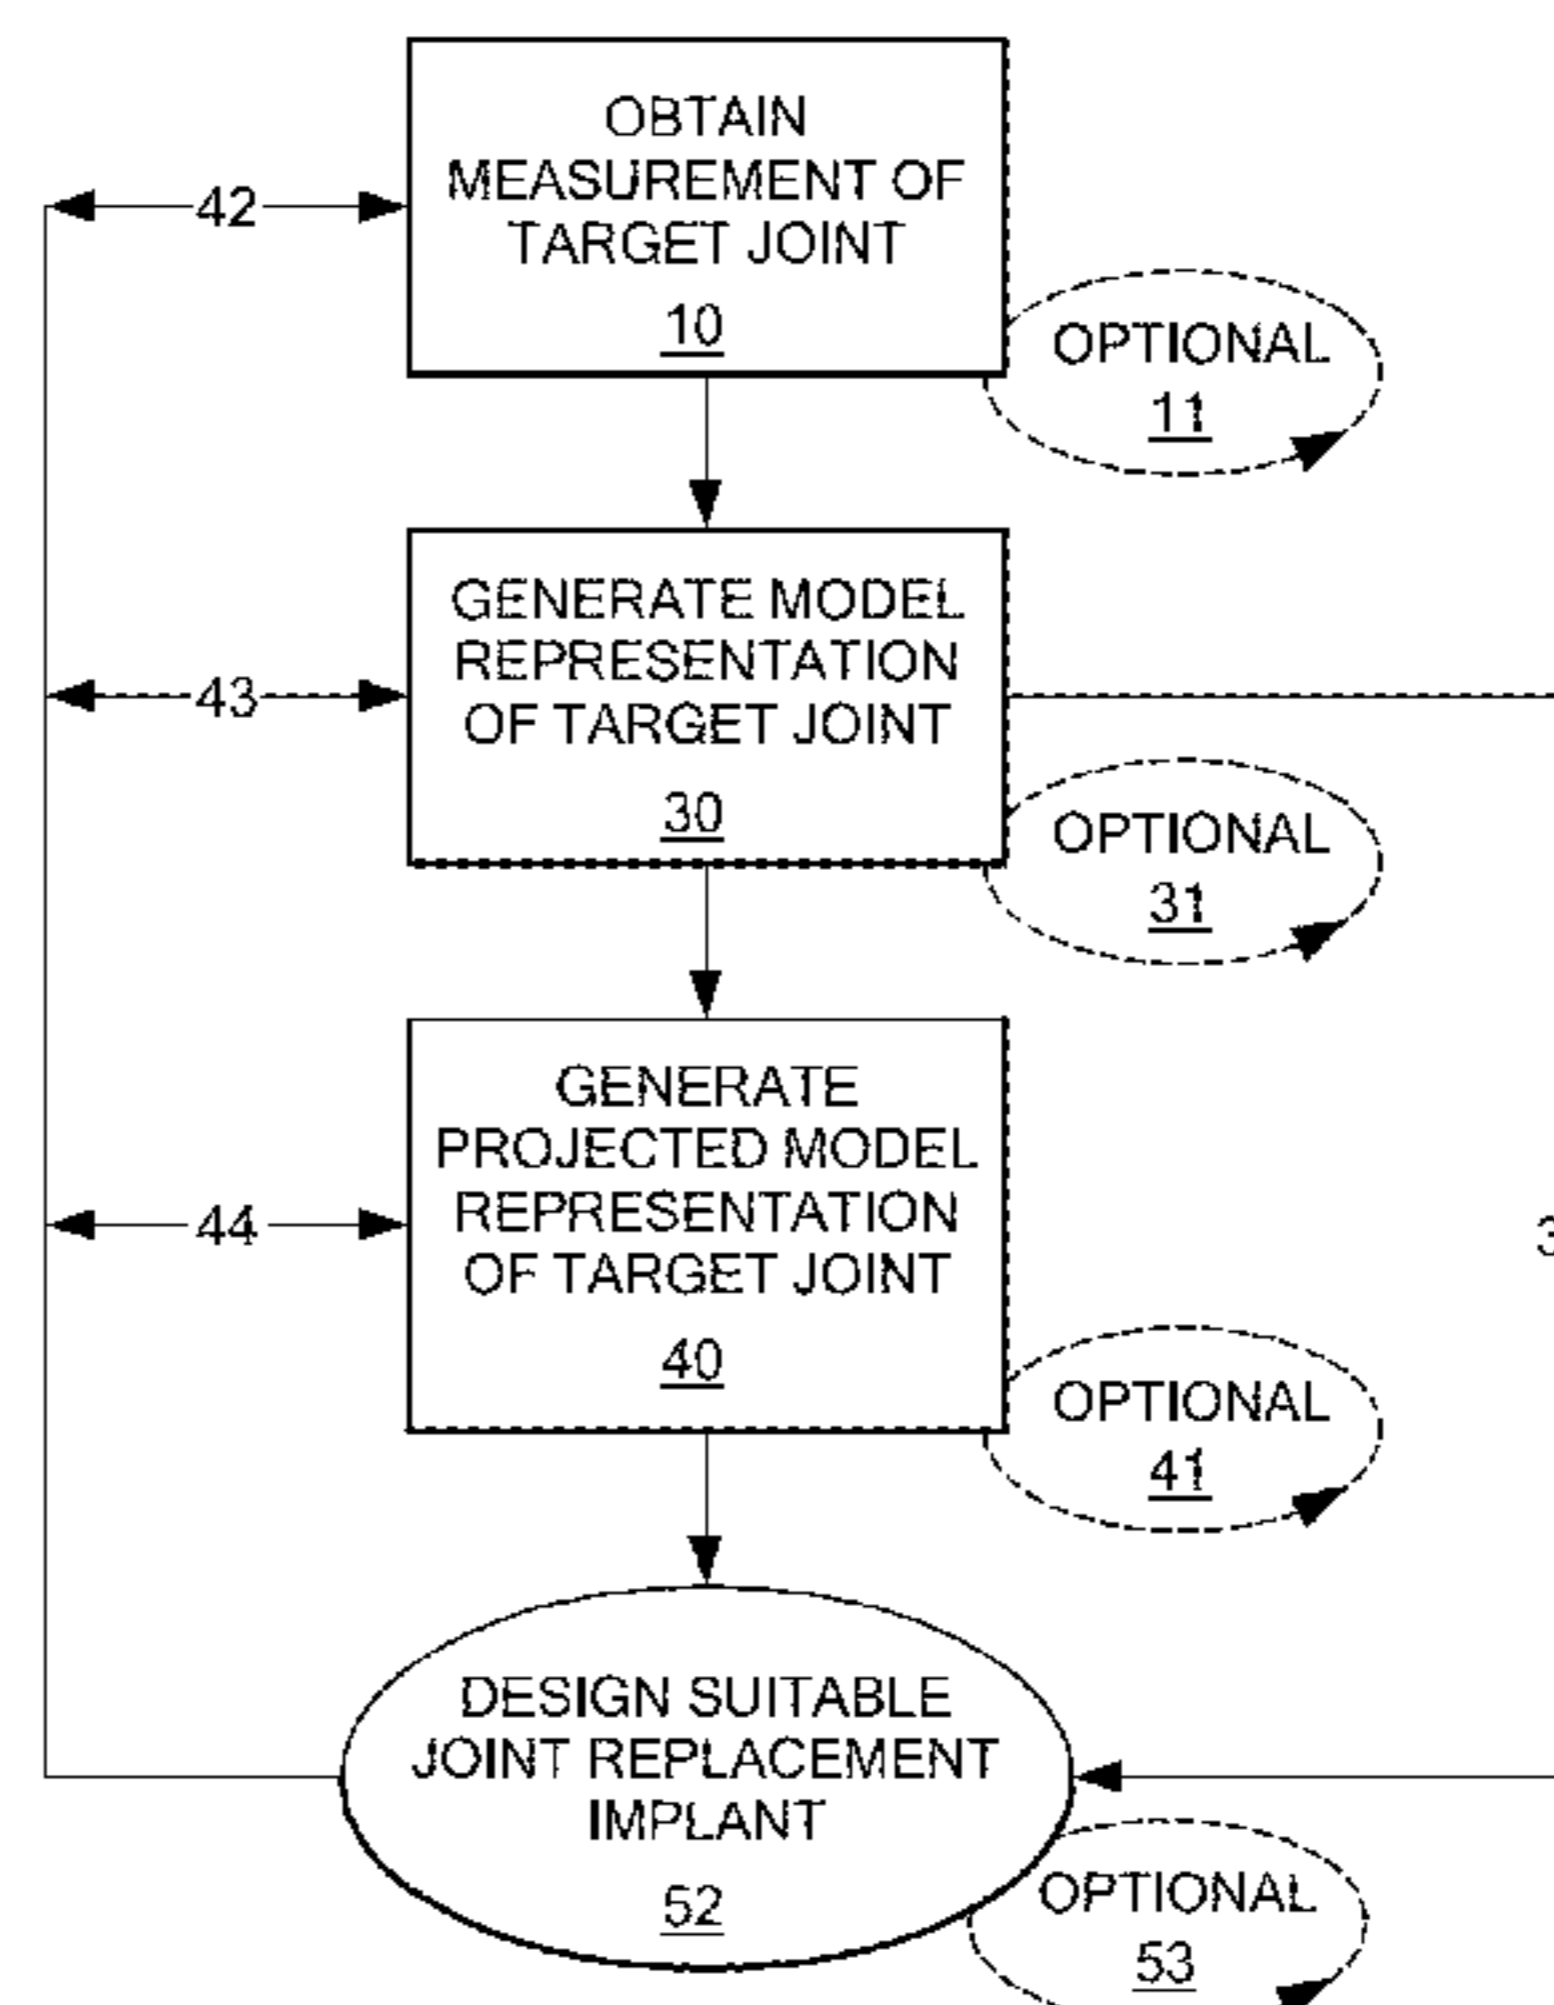 OBTAIN
MEASUREMENT OF
TARGET JOINT
10
42
OPTIONAL
11
GENERATE MODEL
REPRESENTATION
OF TARGET JOINT
30
43
OPTIONAL
31
GENERATE
PROJECTED MODEL
REPRESENTATION
OF TARGET JOINT
40
44
OPTIONAL
41
DESIGN SUITABLE
JOINT REPLACEMENT
IMPLANT
52
OPTIONAL
53